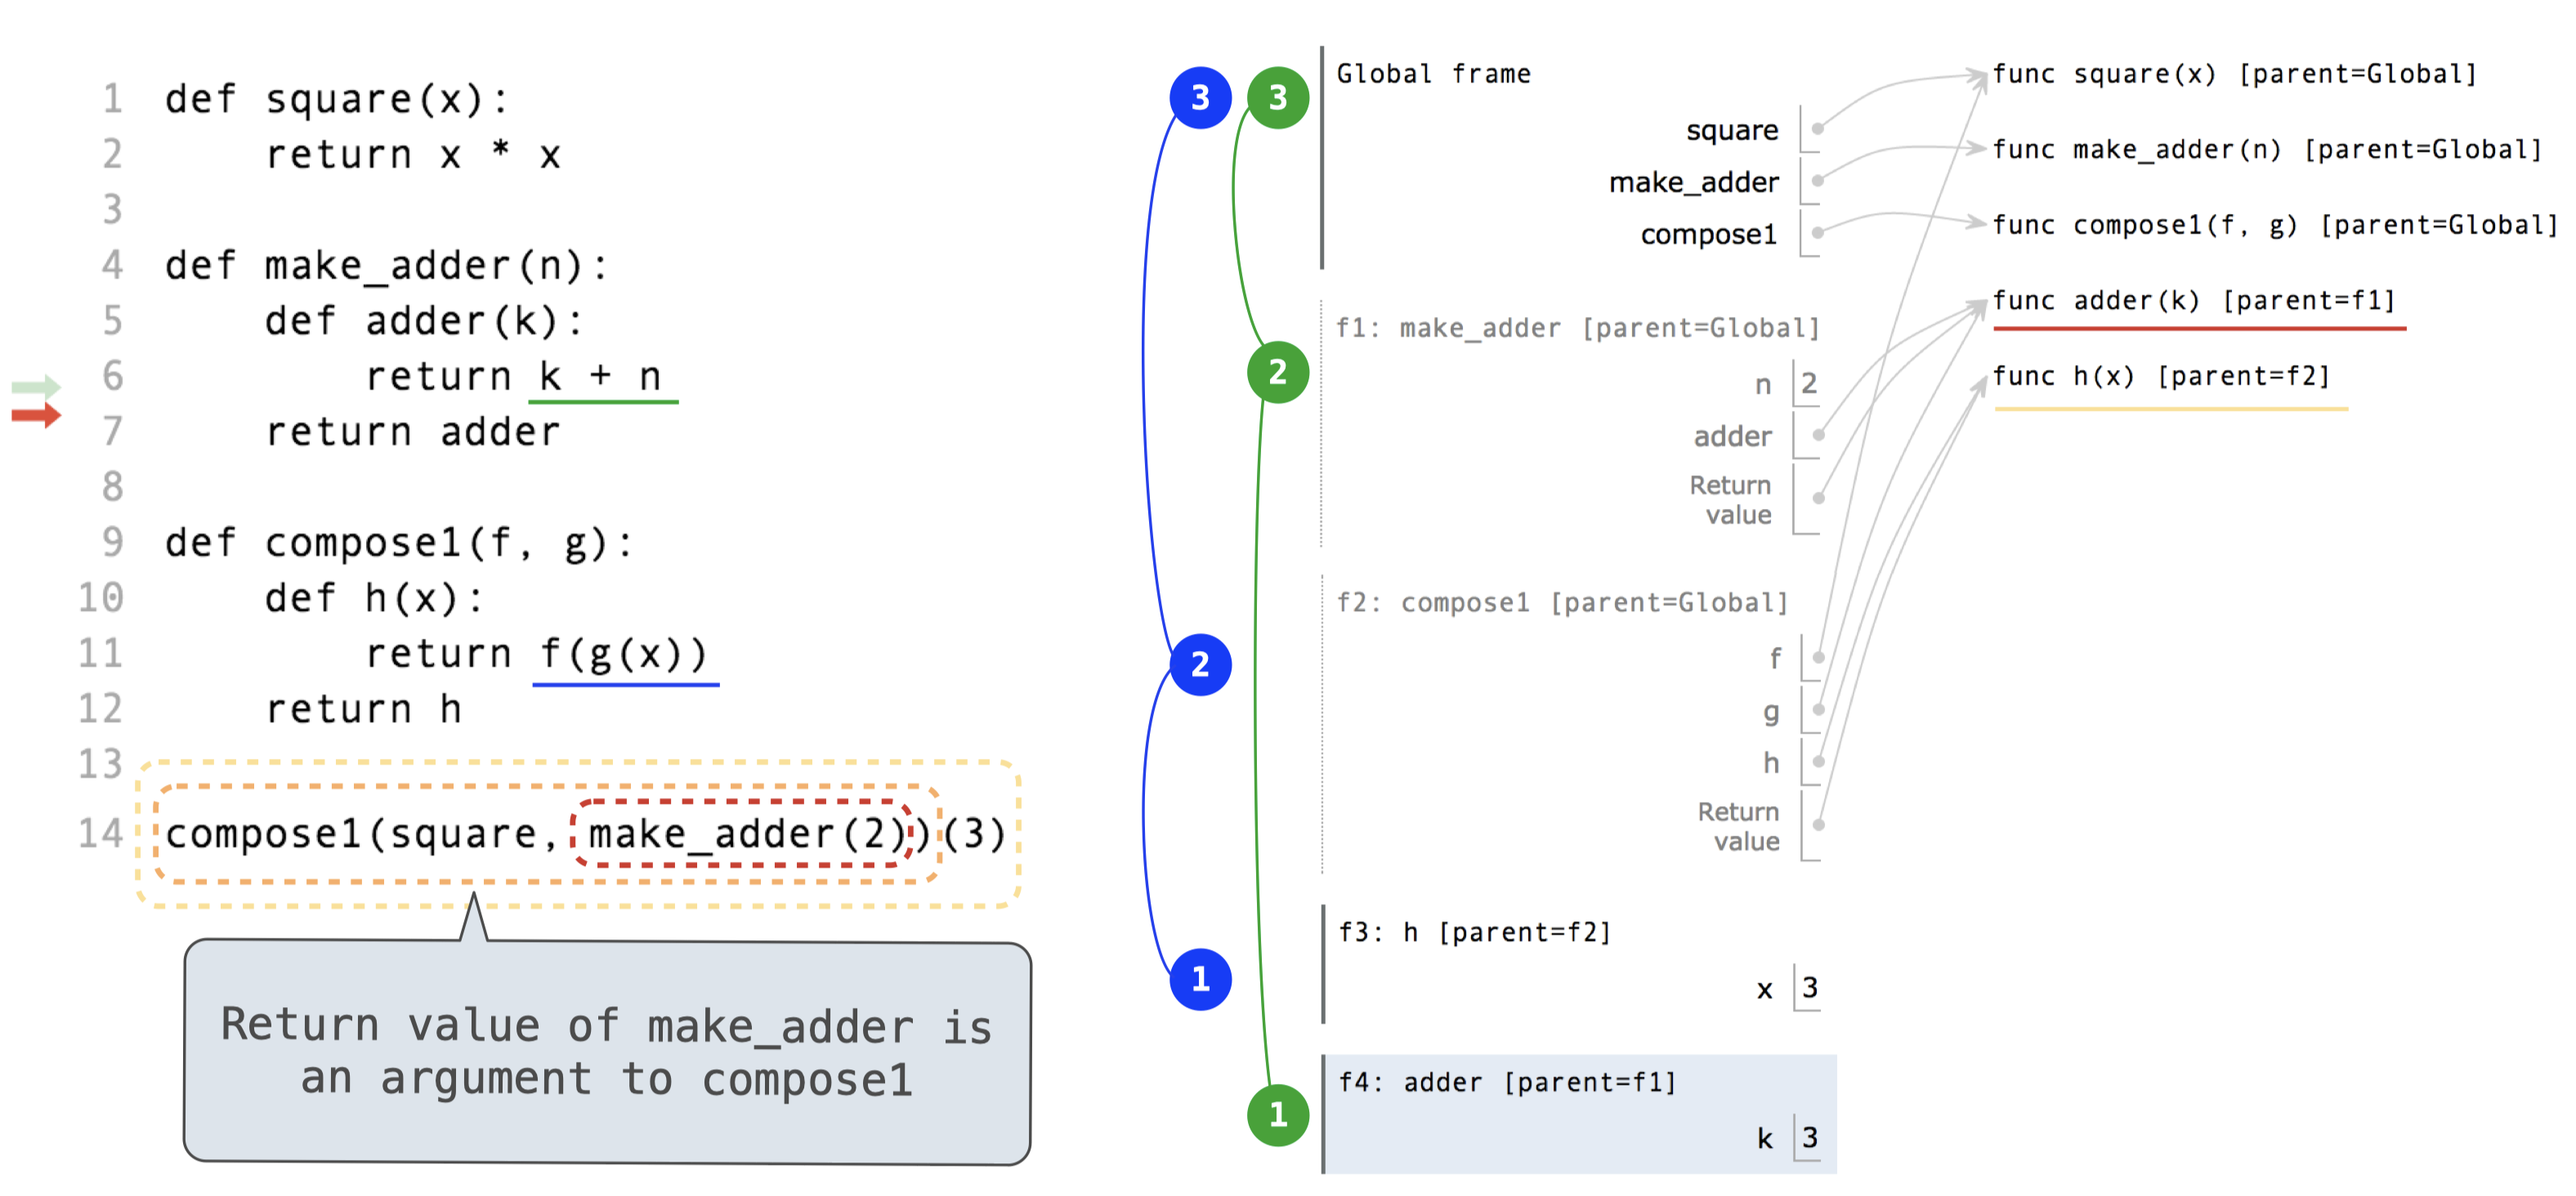 1 def square(x):
2     return x * x
3
4 def make_adder(n):
5     def adder(k):
6         return k + n
7     return adder
8
9 def compose1(f, g):
10     def h(x):
11         return f(g(x))
12     return h
13
14 compose1(square, make_adder(2))(3)
Return value of make_adder is
an argument to compose1
3
2
1
3
2
1
Global frame
square
make_adder
compose1
f1: make_adder [parent=Global]
n 2
adder
Return
value
f2: compose1 [parent=Global]
f
g
h
Return
value
f3: h [parent=f2]
x 3
f4: adder [parent=f1]
k 3
func square(x) [parent=Global]
func make_adder(n) [parent=Global]
func compose1(f, g) [parent=Global]
func adder(k) [parent=f1]
func h(x) [parent=f2]